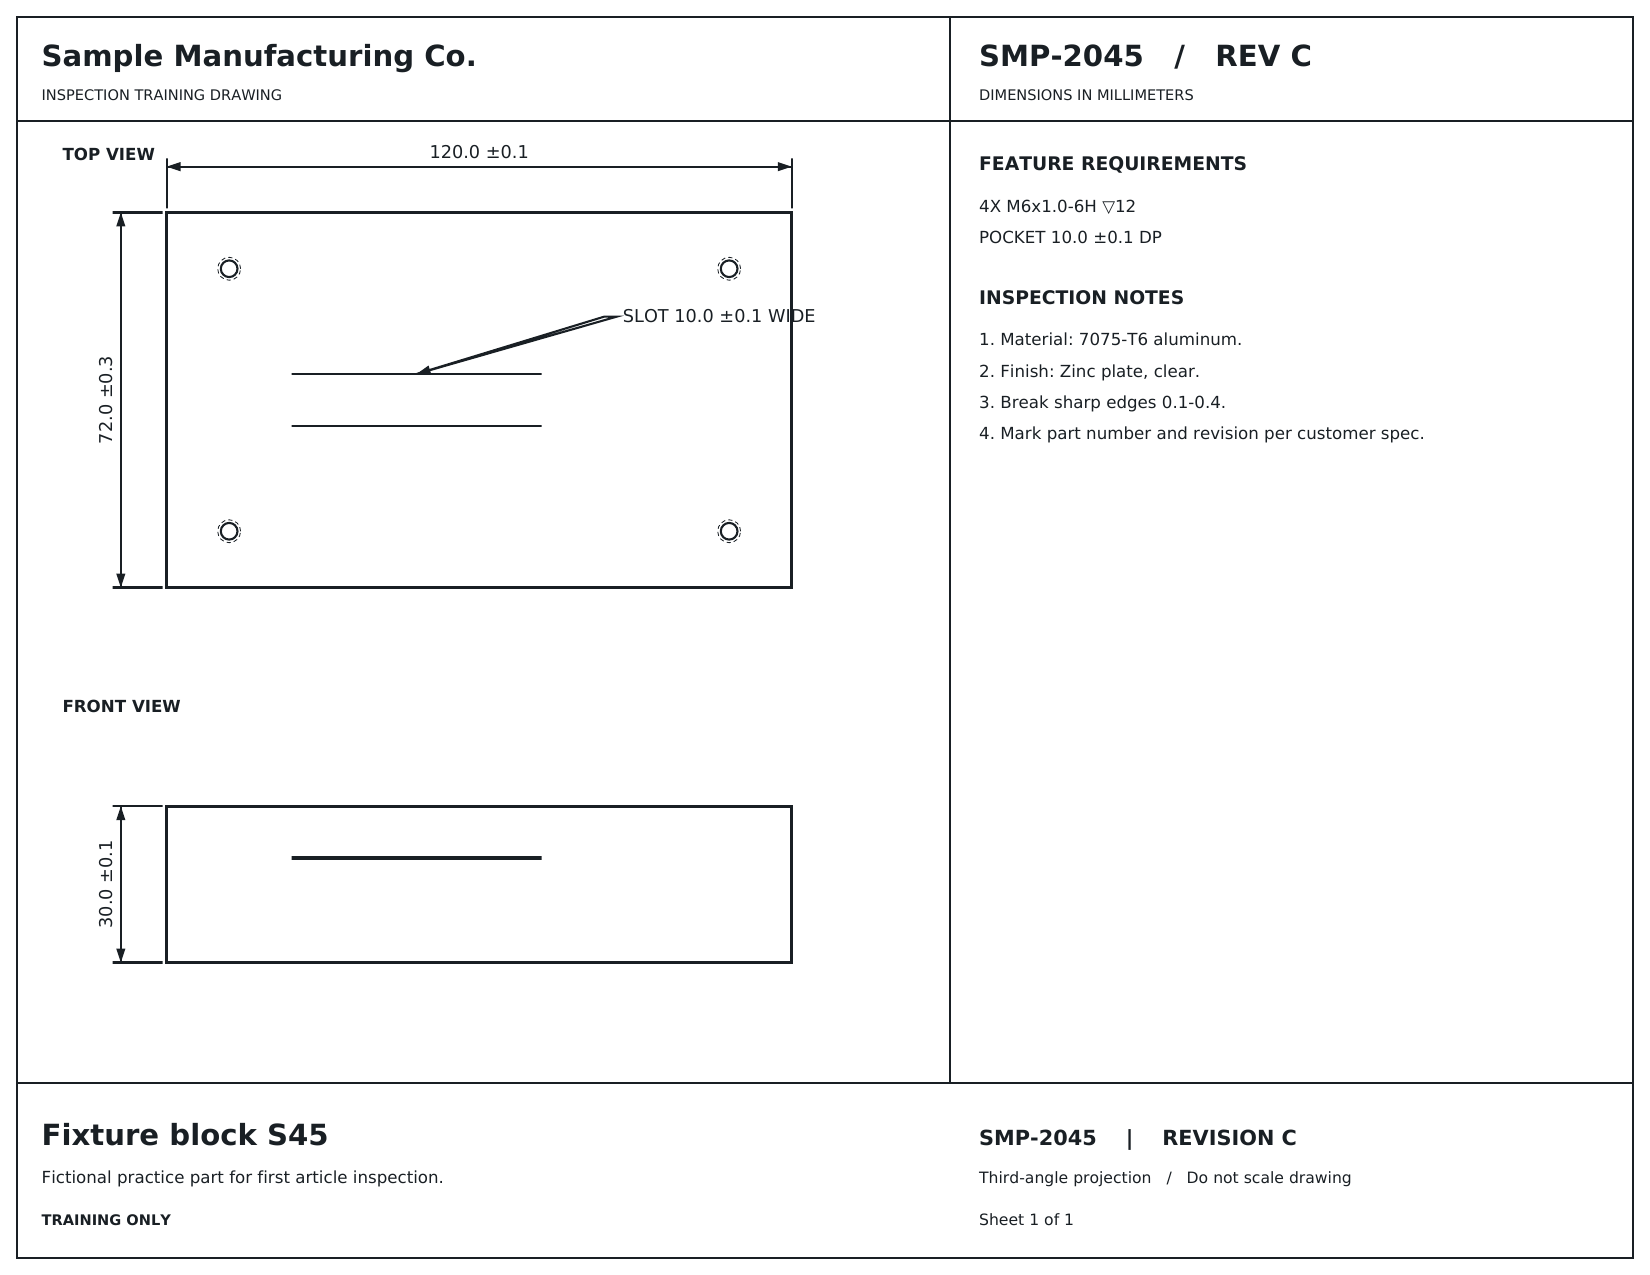 Sample Manufacturing Co.
INSPECTION TRAINING DRAWING
SMP-2045 / REV C
DIMENSIONS IN MILLIMETERS
TOP VIEW
120.0 ±0.1
72.0 ±0.3
SLOT 10.0 ±0.1 WIDE
FRONT VIEW
30.0 ±0.1
FEATURE REQUIREMENTS
4X M6x1.0-6H ▽12
POCKET 10.0 ±0.1 DP
INSPECTION NOTES
1. Material: 7075-T6 aluminum.
2. Finish: Zinc plate, clear.
3. Break sharp edges 0.1-0.4.
4. Mark part number and revision per customer spec.
Fixture block S45
Fictional practice part for first article inspection.
TRAINING ONLY
SMP-2045 | REVISION C
Third-angle projection / Do not scale drawing
Sheet 1 of 1